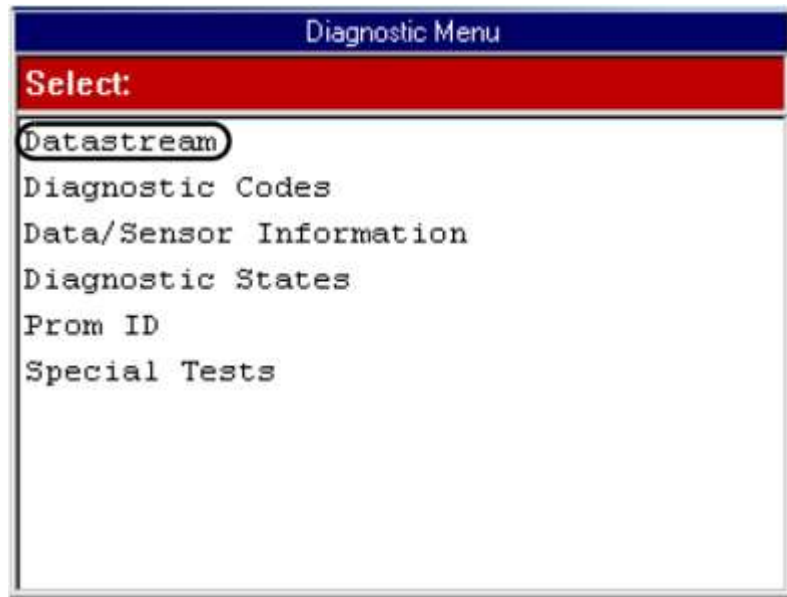 Diagnostic Menu
Select:
Datastream
Diagnostic Codes
Data/Sensor Information
Diagnostic States
Prom ID
Special Tests